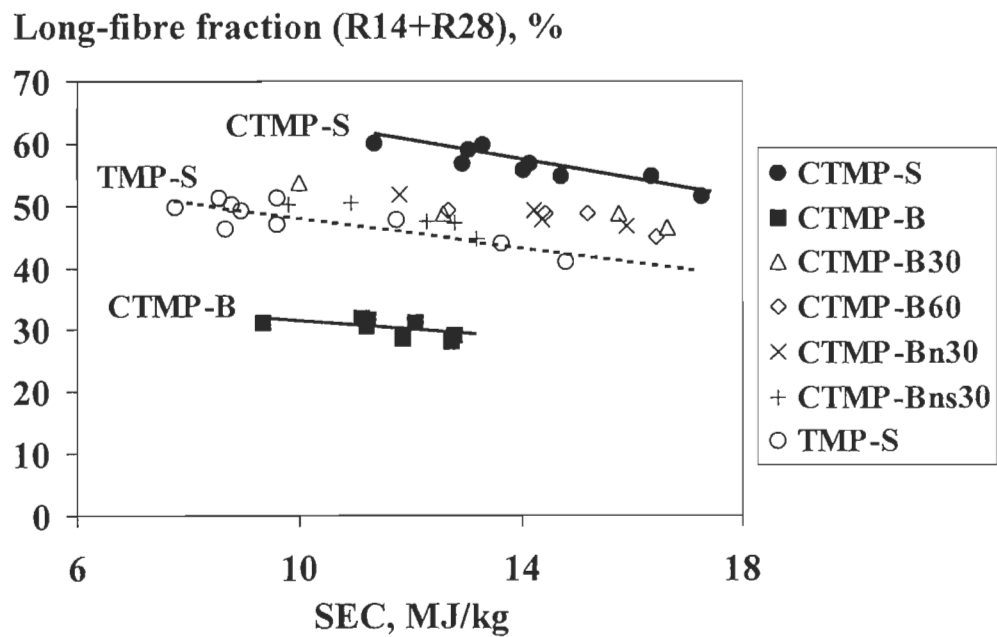 Long-fibre fraction (R14+R28), %
70
60
50
40
30
20
10
0
CTMP-S
TMP-S
CTMP-B
6
10
14
18
SEC, MJ/kg
CTMP-S
CTMP-B
CTMP-B30
CTMP-B60
CTMP-Bn30
CTMP-Bns30
TMP-S